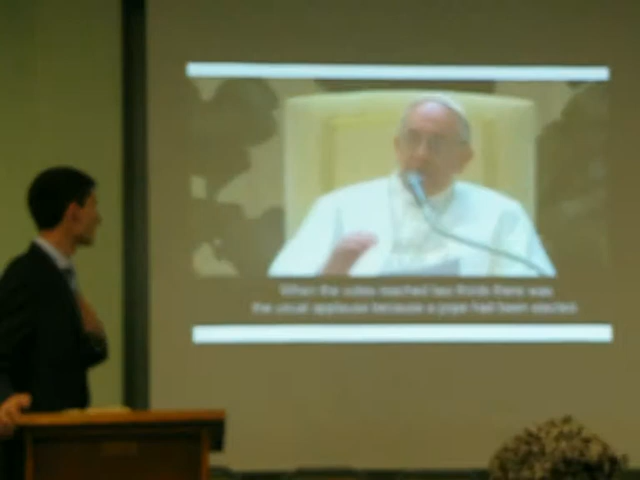 When the votes reached two thirds there was
the usual applause because a pope had been elected.